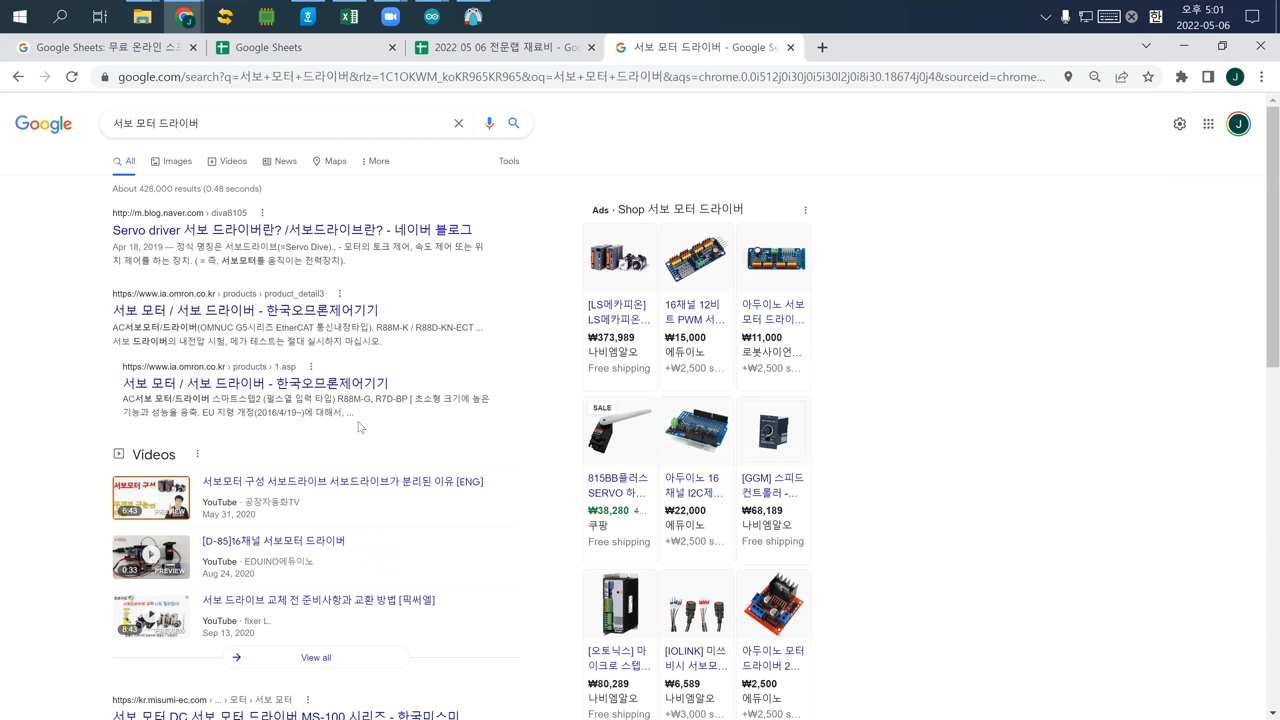 오후 5:01
2022-05-06
Google Sheets: 무료 온라인 스프
Google Sheets
2022 05 06 전문랩 재료비 - Goo
서보 모터 드라이버 - Google Se
google.com/search?q=서보+모터+드라이버&rlz=1C1OKWM_koKR965KR965&oq=서보+모터+드라이버&aqs=chrome.0.0i512j0i30j0i5i30l2j0i8i30.18674j0j4&sourceid=chrome...
J
Google
서보 모터 드라이버
J
All
Images
Videos
News
Maps
More
Tools
About 428,000 results (0.48 seconds)
http://m.blog.naver.com › diva8105
Servo driver 서보 드라이버란? /서보드라이브란? - 네이버 블로그
Apr 18, 2019 — 정식 명칭은 서보드라이브(=Servo Dive).. - 모터의 토크 제어, 속도 제어 또는 위
치 제어를 하는 장치. ( = 즉, 서보모터를 움직이는 전력장치).
https://www.ia.omron.co.kr › products › product_detail3
서보 모터 / 서보 드라이버 - 한국오므론제어기기
AC서보모터/드라이버(OMNUC G5시리즈 EtherCAT 통신내장타입). R88M-K / R88D-KN-ECT ...
서보 드라이버의 내전압 시험, 메가 테스트는 절대 실시하지 마십시오.
https://www.ia.omron.co.kr › products › 1.asp
서보 모터 / 서보 드라이버 - 한국오므론제어기기
AC서보 모터/드라이버 스마트스텝2 (펄스열 입력 타입) R88M-G, R7D-BP [ 초소형 크기에 높은
기능과 성능을 융축. EU 지령 개정(2016/4/19~)에 대해서, ...
Videos
6:43
PREVIEW
서보모터 구성 서보드라이브 서보드라이브가 분리된 이유 [ENG]
YouTube · 공장자동화TV
May 31, 2020
0:33
PREVIEW
[D-85]16채널 서보모터 드라이버
YouTube · EDUINO에듀이노
Aug 24, 2020
8:43
PREVIEW
서보 드라이브 교체 전 준비사항과 교환 방법 [픽써엘]
YouTube · fixer L.
Sep 13, 2020
View all
https://kr.misumi-ec.com › ... › 모터 › 서보 모터
서보 모터 DC 서보 모터 드라이버 MS-100 시리즈 - 한국미스미
Ads · Shop 서보 모터 드라이버
[LS메카피온]
LS메카피온...
₩373,989
나비엠알오
Free shipping
16채널 12비
트 PWM 서...
₩15,000
에듀이노
+₩2,500 s...
아두이노 서보
모터 드라이...
₩11,000
로봇사이언...
+₩2,500 s...
SALE
815BB플러스
SERVO 하...
₩38,280 4...
쿠팡
Free shipping
아두이노 16
채널 I2C제...
₩22,000
에듀이노
+₩2,500 s...
[GGM] 스피드
컨트롤러 -...
₩68,189
나비엠알오
Free shipping
[오토닉스] 마
이크로 스텝...
₩80,289
나비엠알오
Free shipping
[IOLINK] 미쓰
비시 서보모...
₩6,589
나비엠알오
+₩3,000 s...
아두이노 모터
드라이버 2...
₩2,500
에듀이노
+₩2,500 s...